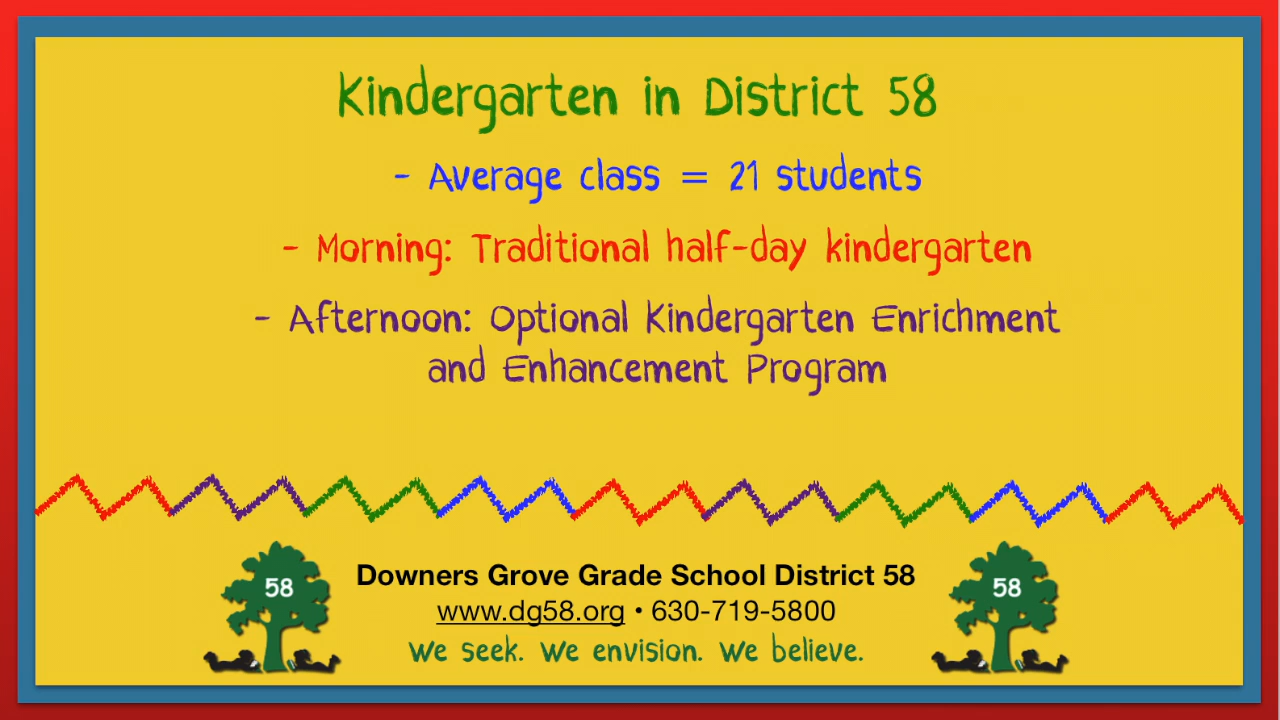 Kindergarten in District 58
- Average class = 21 students
- Morning: Traditional half-day kindergarten
- Afternoon: Optional Kindergarten Enrichment
and Enhancement Program
58
58
Downers Grove Grade School District 58
www.dg58.org • 630-719-5800
We seek. We envision. We believe.